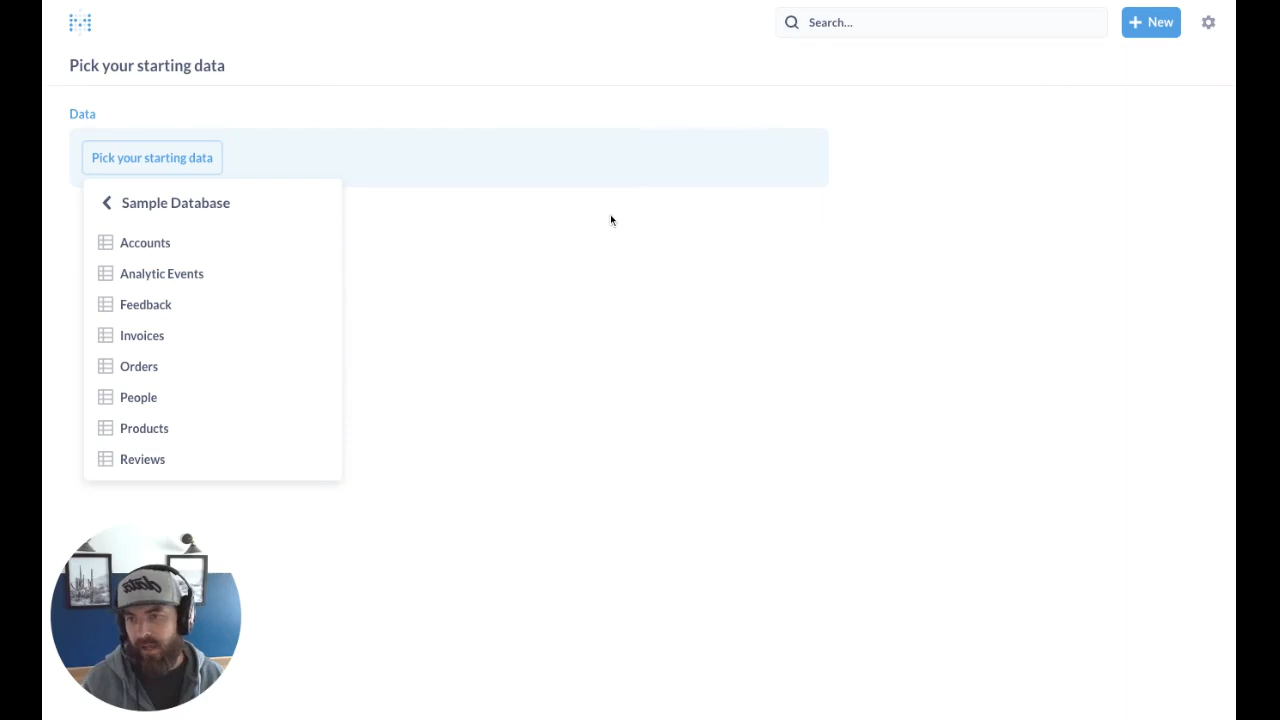 Search...
New
Pick your starting data
Data
Pick your starting data
Sample Database
Accounts
Analytic Events
Feedback
Invoices
Orders
People
Products
Reviews
data